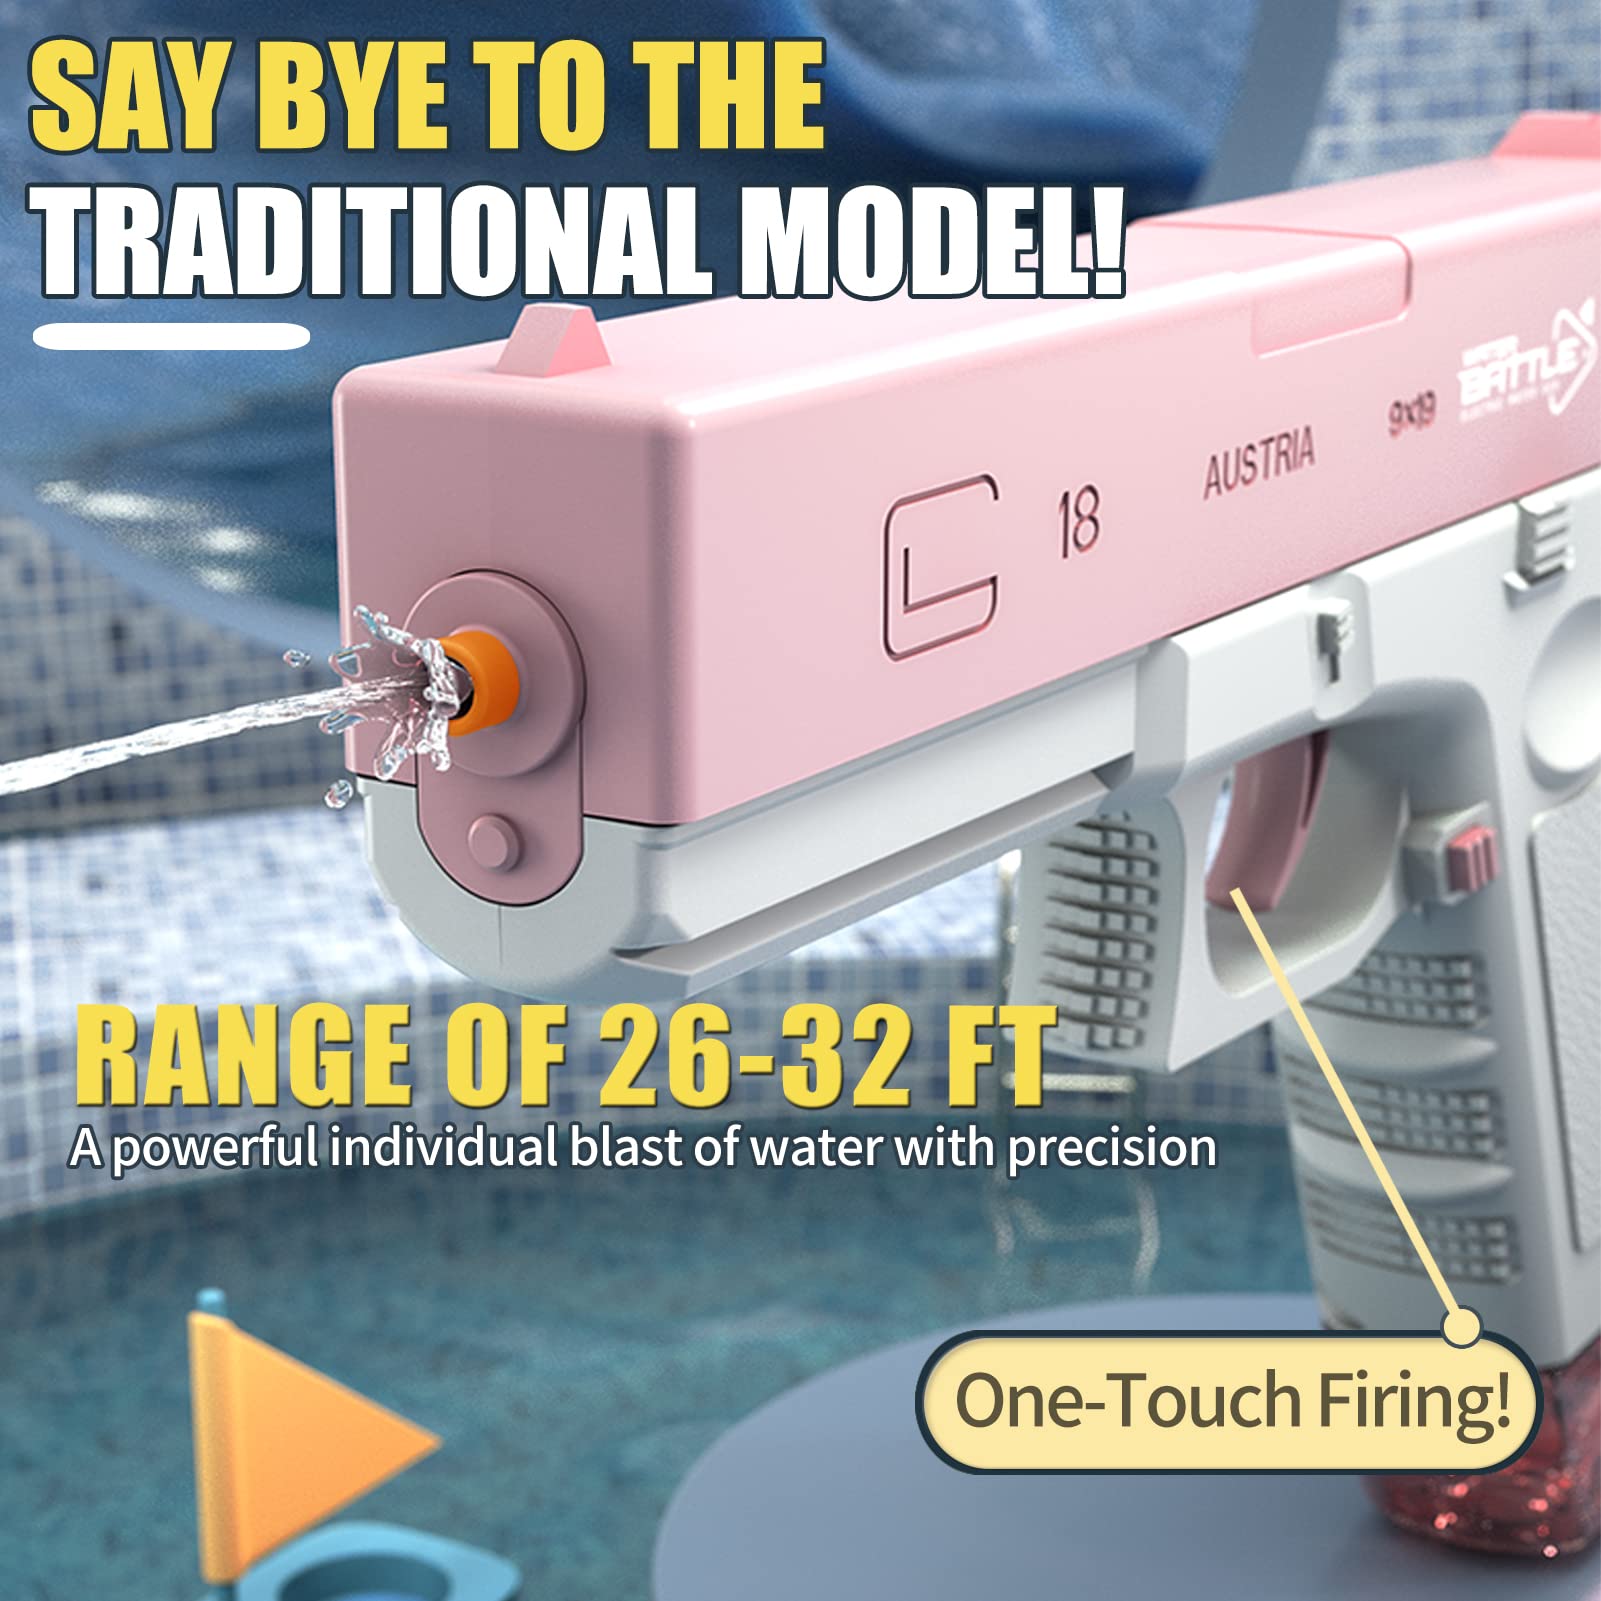 SAY BYE TO THE
TRADITIONAL MODEL!
BATTLE
9x19
AUSTRIA
18
RANGE OF 26-32 FT
A powerful individual blast of water with precision
One-Touch Firing!